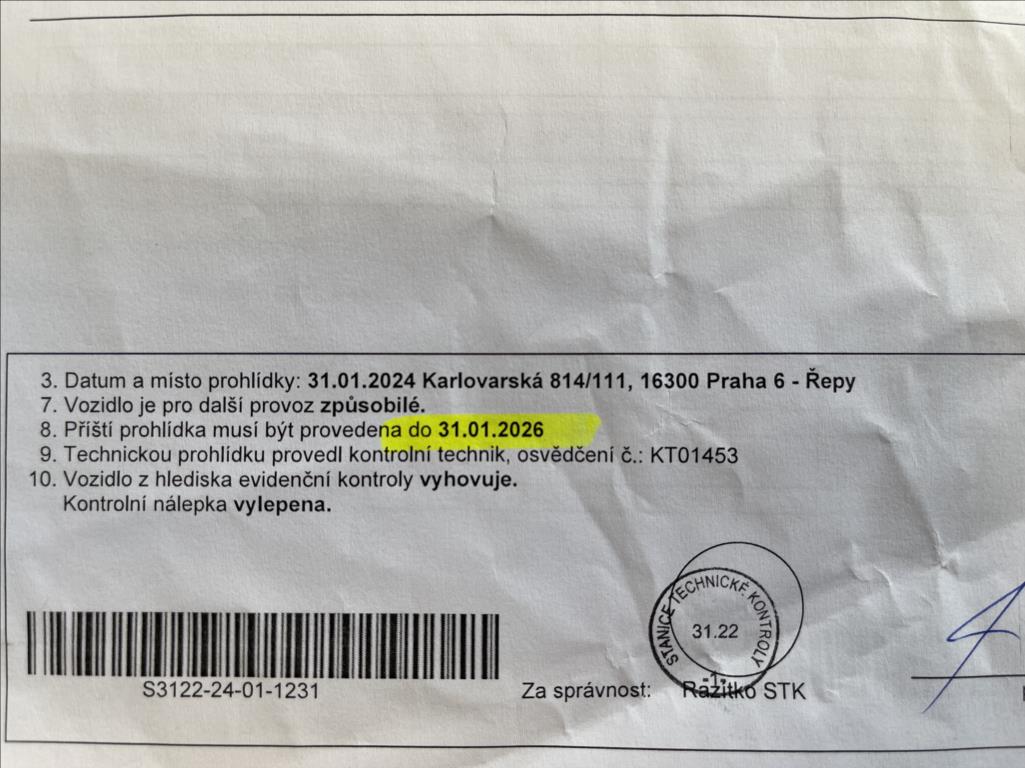 3. Datum a místo prohlídky: 31.01.2024 Karlovarská 814/111, 16300 Praha 6 - Řepy
7. Vozidlo je pro další provoz způsobilé.
8. Příští prohlídka musí být provedena do 31.01.2026
9. Technickou prohlídku provedl kontrolní technik, osvědčení č.: KT01453
10. Vozidlo z hlediska evidenční kontroly vyhovuje.
Kontrolní nálepka vylepena.
STANICE TECHNICKÉ KONTROLY
31.22
-1-
S3122-24-01-1231
Za správnost:
Razítko STK